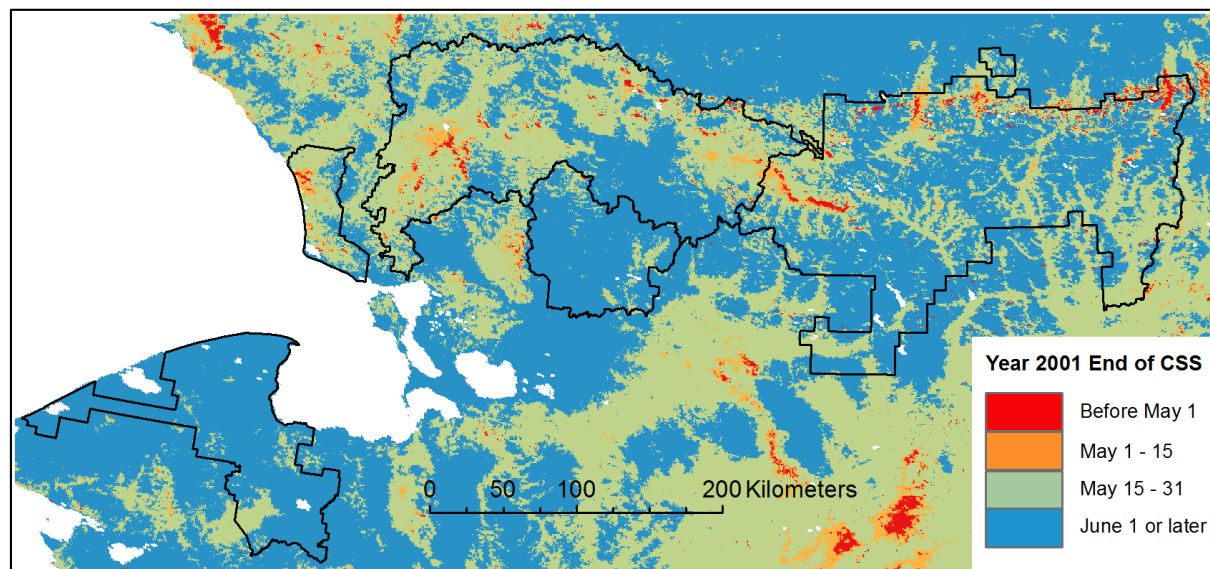 Year 2001 End of CSS
Before May 1
May 1 - 15
May 15 - 31
June 1 or later
0 50 100 200 Kilometers